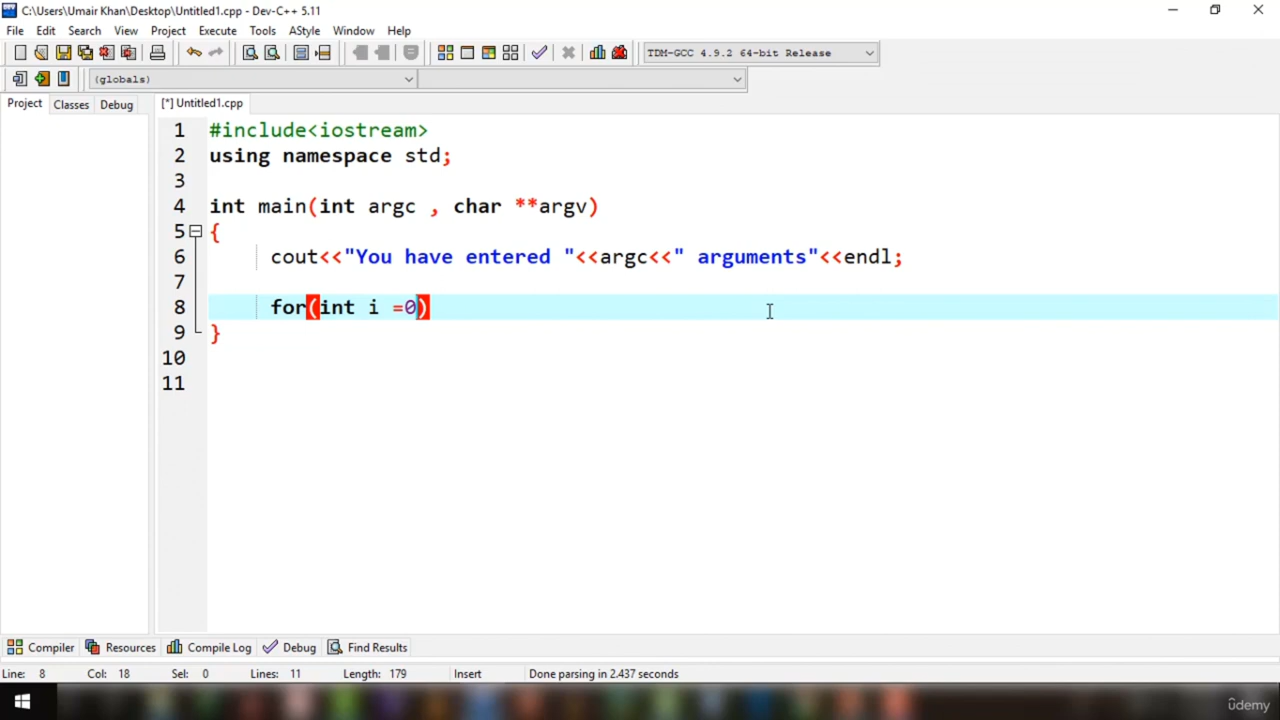 C:\Users\Umair Khan\Desktop\Untitled1.cpp - Dev-C++ 5.11
File Edit Search View Project Execute Tools AStyle Window Help
TDM-GCC 4.9.2 64-bit Release
(globals)
Project Classes Debug [*] Untitled1.cpp
1 #include<iostream>
2 using namespace std;
3
4 int main(int argc , char **argv)
5 {
6 cout<<"You have entered "<<argc<<" arguments"<<endl;
7
8 for(int i =0)
9 }
10
11
Compiler Resources Compile Log Debug Find Results
Line: 8 Col: 18 Sel: 0 Lines: 11 Length: 179 Insert Done parsing in 2.437 seconds
ûdemy